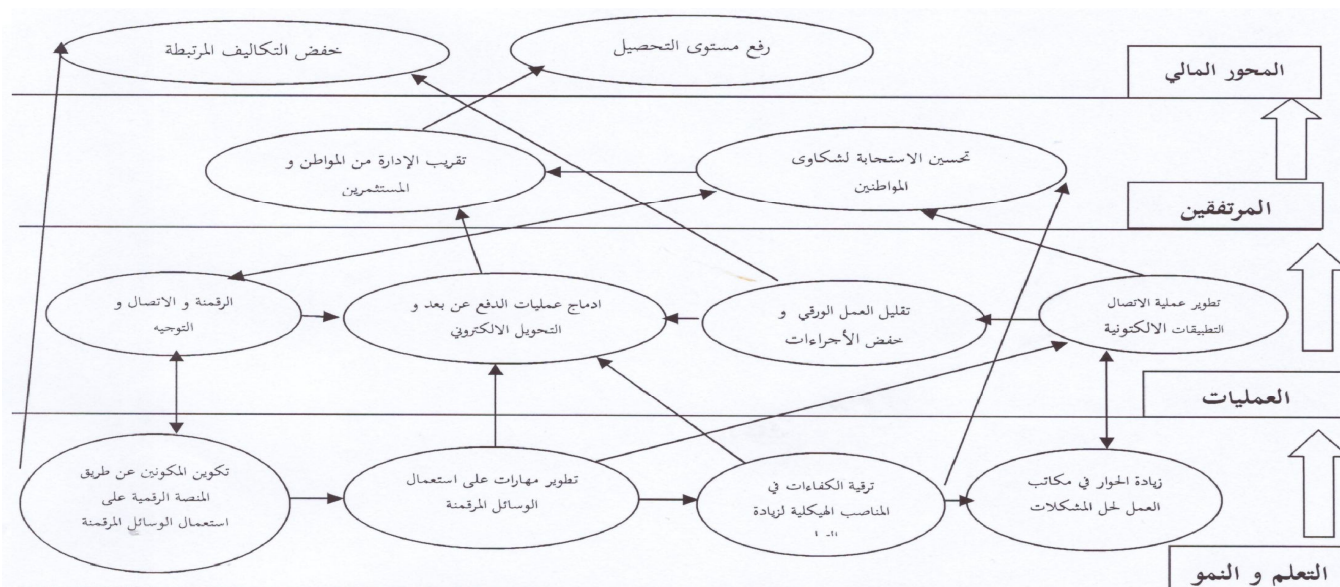 خفض التكاليف المرتبطة
رفع مستوى التحصيل
المحور المالي
تقريب الإدارة من المواطن و
المستثمرين
تحسين الاستجابة لشكاوى
المواطنين
المرتفقين
الرقمنة و الاتصال و
التوجيه
ادماج عمليات الدفع عن بعد و
التحويل الالكتروني
تقليل العمل الورقي و
خفض الأجراءات
تطوير عملية الاتصال
التطبيقات الالكتونية
العمليات
تكوين المكونين عن طريق
المنصة الرقمية على
استعمال الوسائل المرقمنة
تطوير مهارات على استعمال
الوسائل المرقمنة
ترقية الكفاءات في
المناصب الهيكلية لزيادة
زيادة الحوار في مكاتب
العمل لحل المشكلات
التعلم و النمو